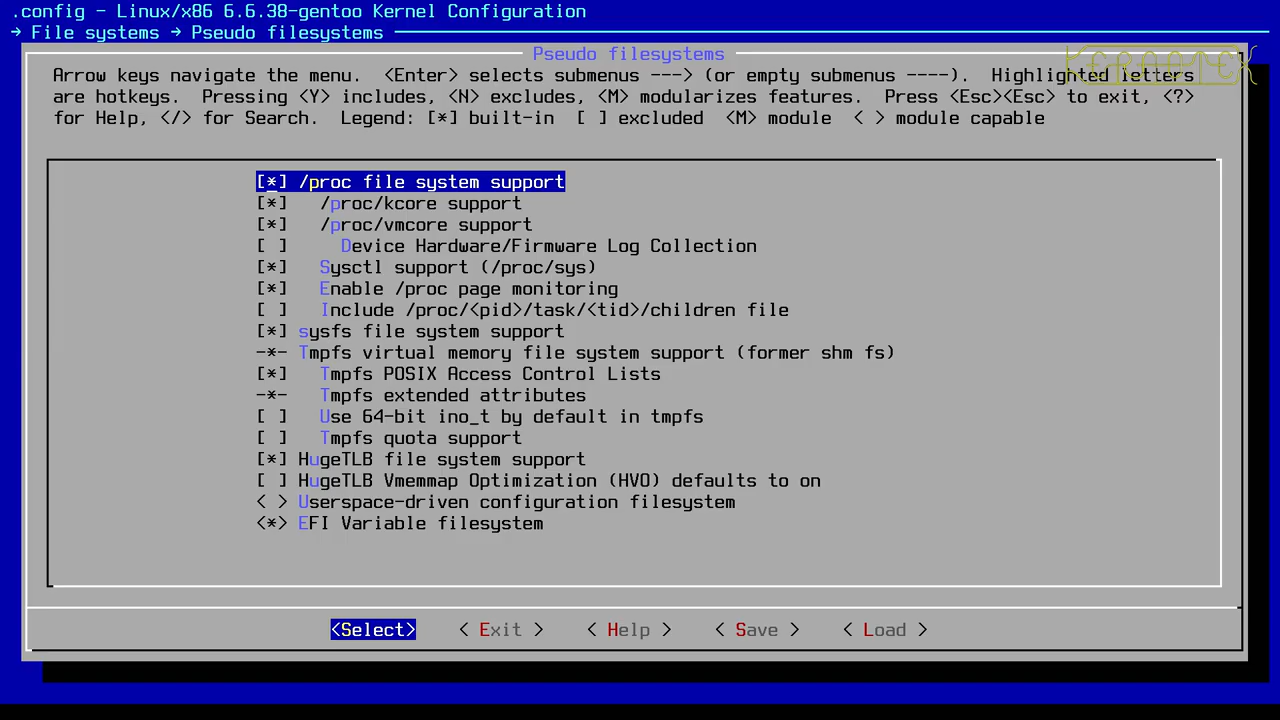 .config - Linux/x86 6.6.38-gentoo Kernel Configuration
→ File systems → Pseudo filesystems
Pseudo filesystems
Arrow keys navigate the menu.  <Enter> selects submenus ---> (or empty submenus ----).  Highlighted letters
are hotkeys.  Pressing <Y> includes, <N> excludes, <M> modularizes features.  Press <Esc><Esc> to exit, <?>
for Help, </> for Search.  Legend: [*] built-in  [ ] excluded  <M> module  < > module capable
[*] /proc file system support
[*]   /proc/kcore support
[*]   /proc/vmcore support
[ ]     Device Hardware/Firmware Log Collection
[*]   Sysctl support (/proc/sys)
[*]   Enable /proc page monitoring
[ ]   Include /proc/<pid>/task/<tid>/children file
[*] sysfs file system support
-*- Tmpfs virtual memory file system support (former shm fs)
[*]   Tmpfs POSIX Access Control Lists
-*-   Tmpfs extended attributes
[ ]   Use 64-bit ino_t by default in tmpfs
[ ]   Tmpfs quota support
[*] HugeTLB file system support
[ ] HugeTLB Vmemmap Optimization (HVO) defaults to on
< > Userspace-driven configuration filesystem
<*> EFI Variable filesystem
<Select>    < Exit >    < Help >    < Save >    < Load >